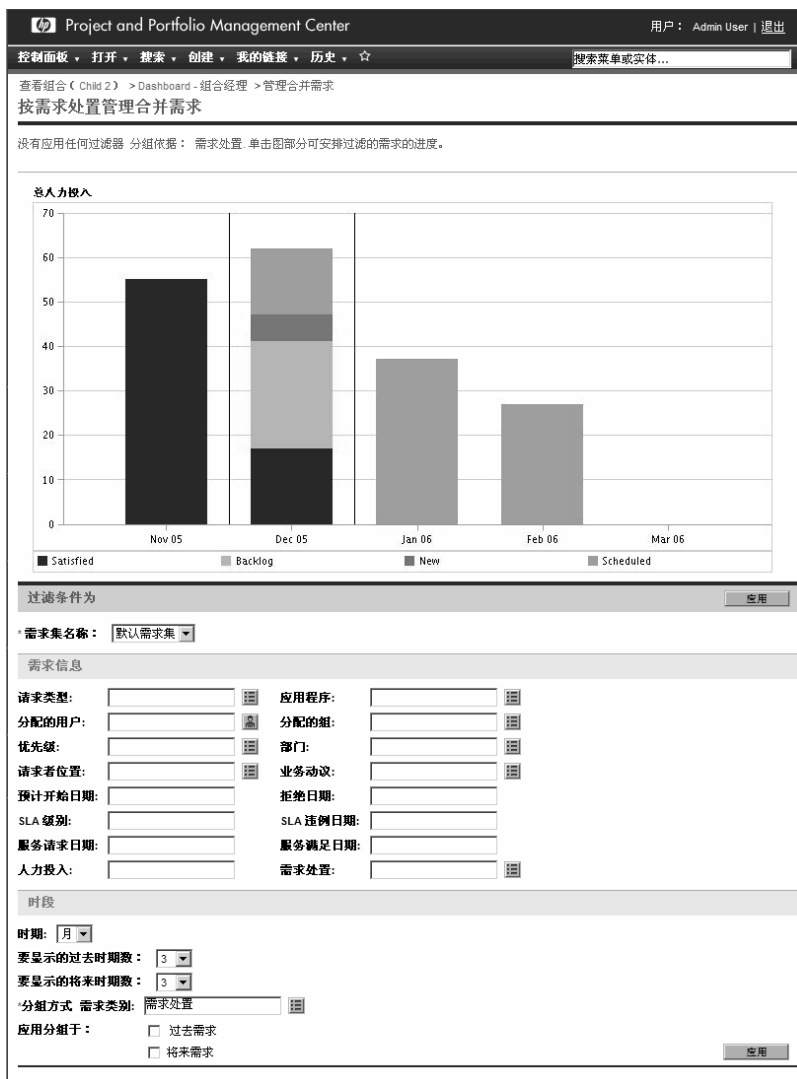 hp Project and Portfolio Management Center 用户： Admin User | 退出
控制面板 打开 搜索 创建 我的链接 历史 ☆ 搜索菜单或实体...
查看组合 ( Child 2 ) > Dashboard - 组合经理 > 管理合并需求
按需求处置管理合并需求
没有应用任何过滤器 分组依据： 需求处置.单击图部分可安排过滤的需求的进度。
总人力投入
70
60
50
40
30
20
10
0
Nov 05 Dec 05 Jan 06 Feb 06 Mar 06
Satisfied Backlog New Scheduled
过滤条件为 应用
*需求集名称： 默认需求集
需求信息
请求类型: 应用程序:
分配的用户: 分配的组:
优先级: 部门:
请求者位置: 业务动议:
预计开始日期: 拒绝日期:
SLA 级别: SLA 违例日期:
服务请求日期: 服务满足日期:
人力投入: 需求处置:
时段
时期: 月
要显示的过去时期数： 3
要显示的将来时期数： 3
*分组方式 需求类别: 需求处置
应用分组于： 过去需求
将来需求 应用